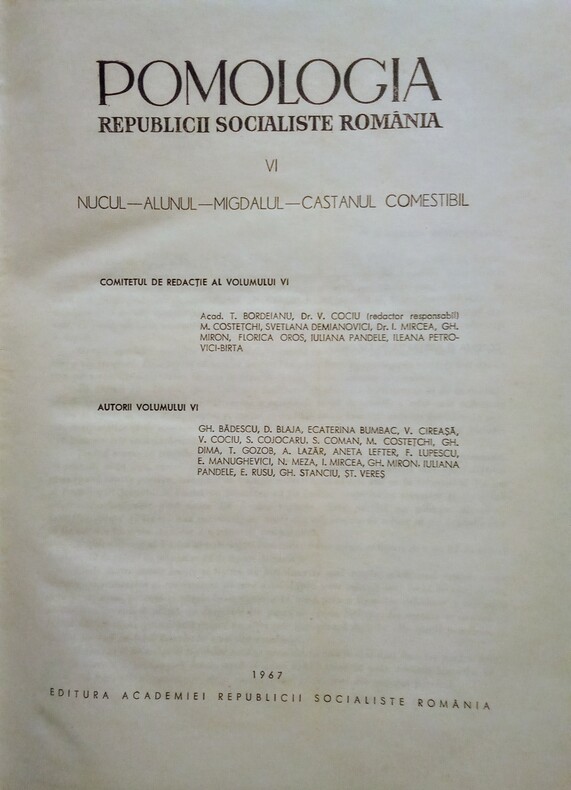 POMOLOGIA
REPUBLICII SOCIALISTE ROMÂNIA
VI
NUCUL—ALUNUL—MIGDALUL—CASTANUL COMESTIBIL
COMITETUL DE REDACȚIE AL VOLUMULUI VI
Acad. T. BORDEIANU, Dr. V. COCIU (redactor responsabil)
M. COSTEȚCHI, SVETLANA DEMIANOVICI, Dr. I. MIRCEA, GH.
MIRON, FLORICA OROS, IULIANA PANDELE, ILEANA PETRO-
VICI-BIRTA
AUTORII VOLUMULUI VI
GH. BĂDESCU, D. BLAJA, ECATERINA BUMBAC, V. CIREAȘĂ,
V. COCIU, S. COJOCARU, S. COMAN, M. COSTEȚCHI, GH.
DIMA, T. GOZOB, A. LAZĂR, ANETA LEFTER, F. LUPESCU,
E. MANUGHEVICI, N. MEZA, I. MIRCEA, GH. MIRON, IULIANA
PANDELE, E. RUSU, GH. STANCIU, ȘT. VEREȘ
1967
EDITURA ACADEMIEI REPUBLICII SOCIALISTE ROMÂNIA